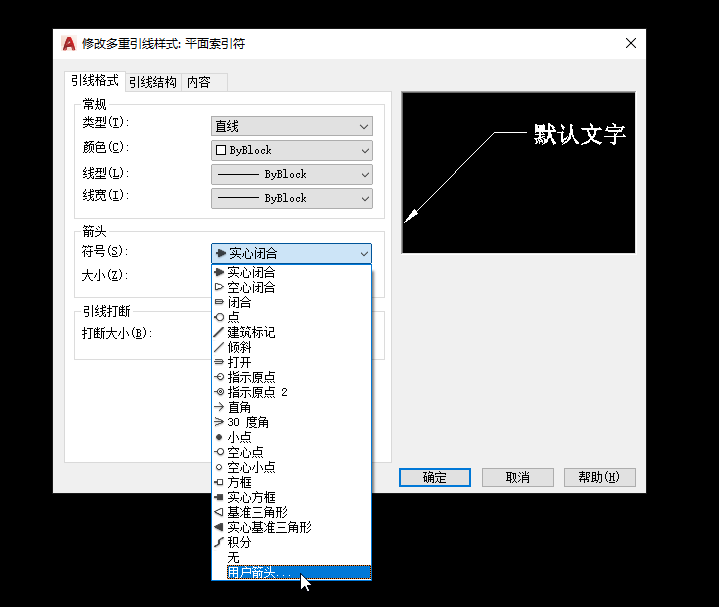 修改多重引线样式: 平面索引符
引线格式 引线结构 内容
常规
类型(I): 直线
颜色(C): ByBlock
线型(L): ByBlock
线宽(I): ByBlock
箭头
符号(S): 实心闭合
大小(Z):
引线打断
打断大小(B):
实心闭合
空心闭合
闭合
点
建筑标记
倾斜
打开
指示原点
指示原点 2
直角
30 度角
小点
空心点
空心小点
方框
实心方框
基准三角形
实心基准三角形
积分
无
用户箭头...
默认文字
确定 取消 帮助(H)